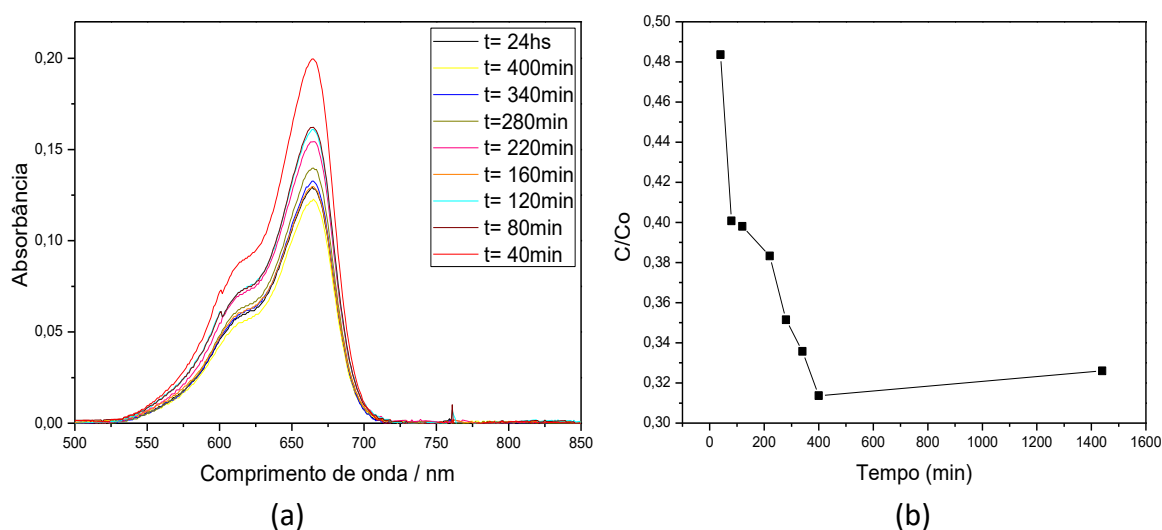 0,20
0,15
0,10
0,05
0,00
500
550
600
650
700
750
800
850
Absorbância
Comprimento de onda / nm
t= 24hs
t= 400min
t= 340min
t=280min
t= 220min
t= 160min
t= 120min
t= 80min
t= 40min
(a)
0,50
0,48
0,46
0,44
0,42
0,40
0,38
0,36
0,34
0,32
0,30
0
200
400
600
800
1000
1200
1400
1600
C/Co
Tempo (min)
(b)